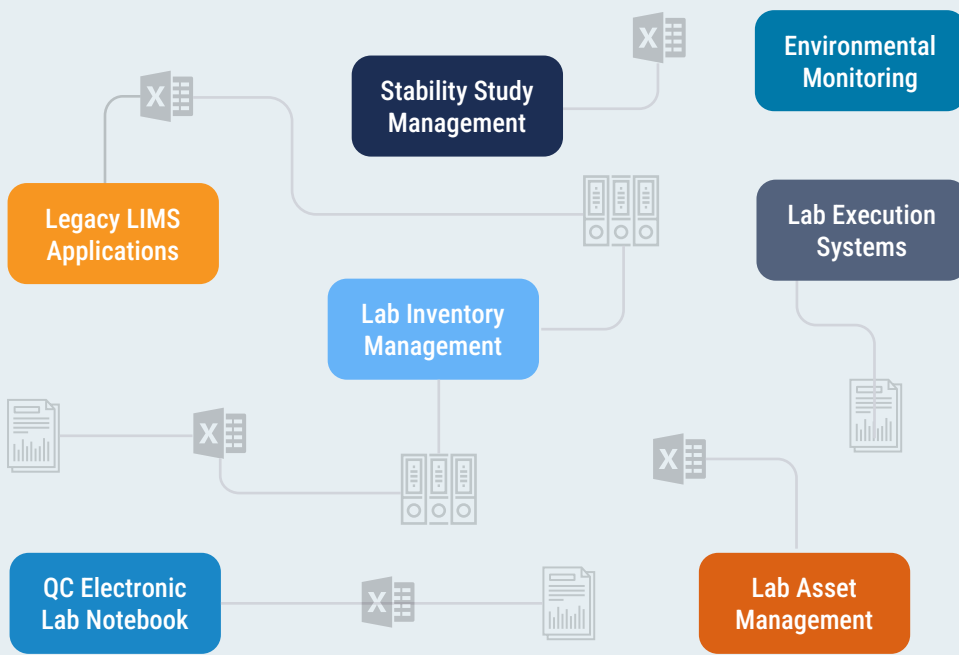 Environmental
Monitoring
X
Stability Study
Management
X
Legacy LIMS
Applications
Lab Execution
Systems
Lab Inventory
Management
X
X
QC Electronic
Lab Notebook
X
Lab Asset
Management